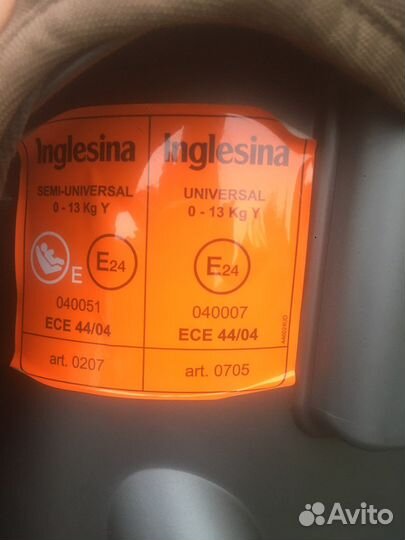 Inglesina
SEMI-UNIVERSAL
0 - 13 Kg Y
E
E24
040051
ECE 44/04
art. 0207
Inglesina
UNIVERSAL
0 - 13 Kg Y
E24
040007
ECE 44/04
art. 0705
Avito